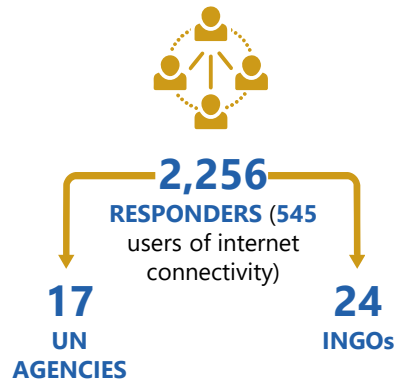 2,256
RESPONDERS (545
users of internet
connectivity)
17
UN
AGENCIES
24
INGOs